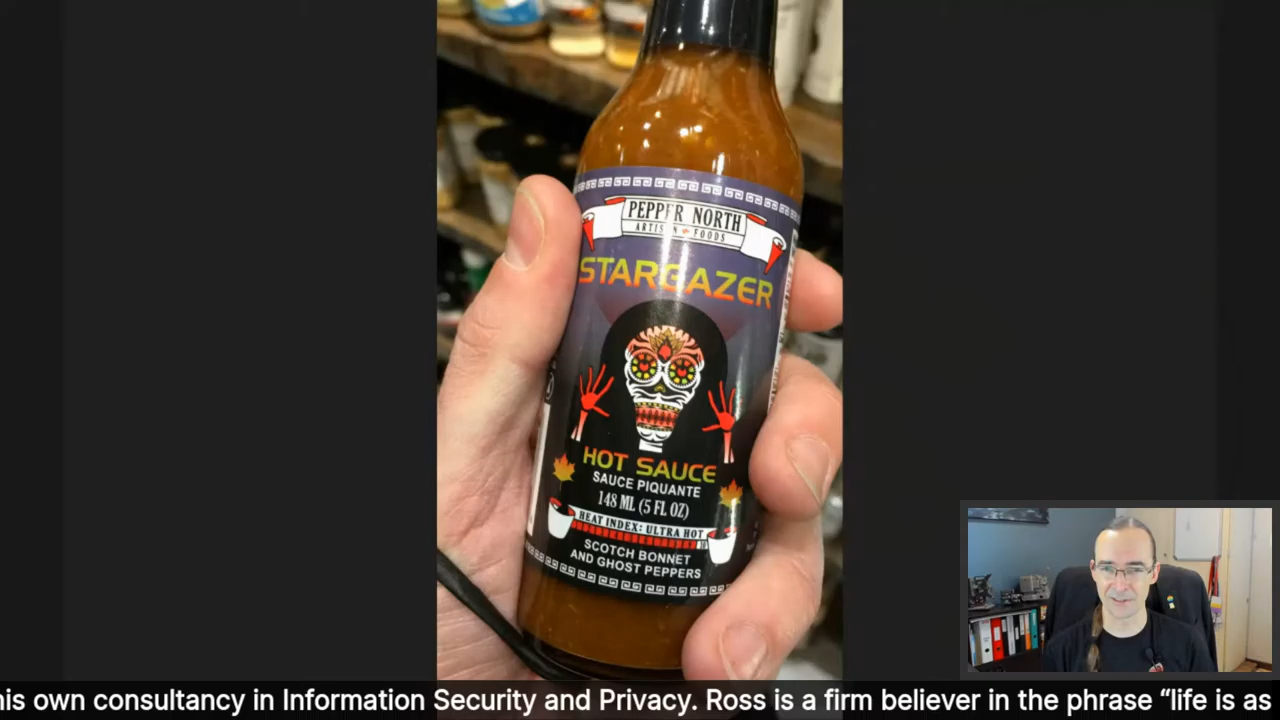 PEPPER NORTH
ARTISAN FOODS
STARGAZER
HOT SAUCE
SAUCE PIQUANTE
148 ML (5 FL OZ)
HEAT INDEX: ULTRA HOT
SCOTCH BONNET
AND GHOST PEPPERS
his own consultancy in Information Security and Privacy. Ross is a firm believer in the phrase “life is as